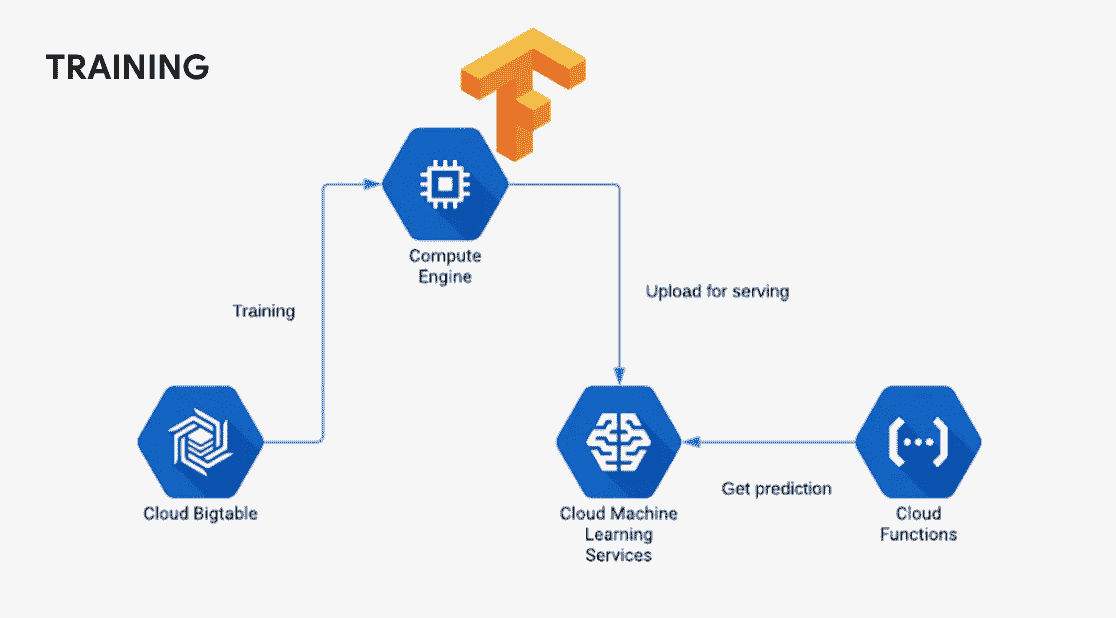 TRAINING
Compute
Engine
Training
Upload for serving
Cloud Bigtable
Cloud Machine
Learning
Services
Get prediction
Cloud
Functions